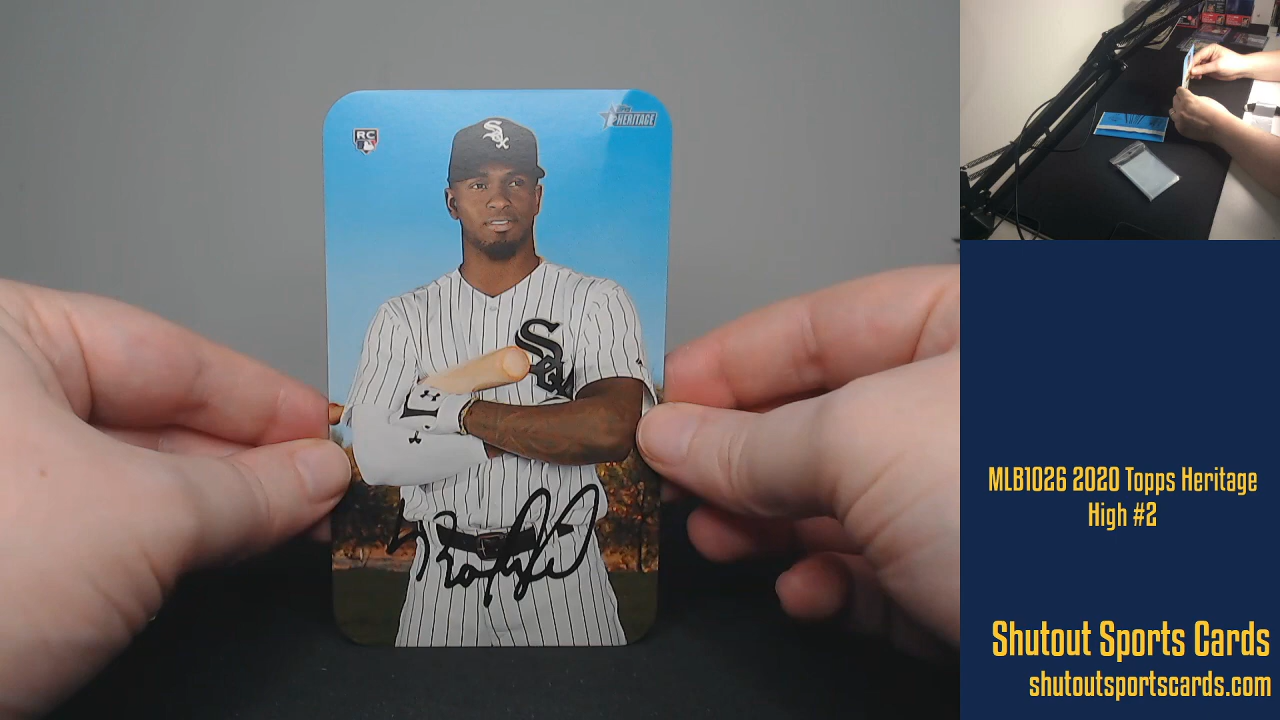 RC
TOPPS
HERITAGE
Sox
Sox
MLB1026 2020 Topps Heritage
High #2
Shutout Sports Cards
shutoutsportscards.com